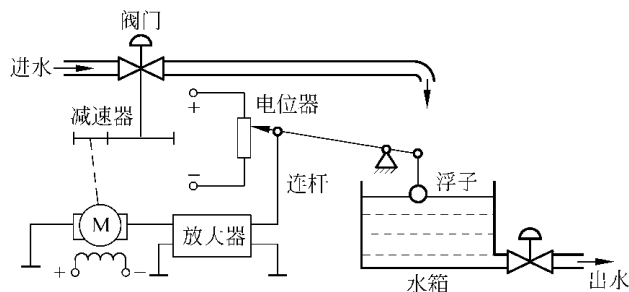 阀门
进水
减速器
+
电位器
−
连杆
浮子
M
放大器
+
−
水箱
出水